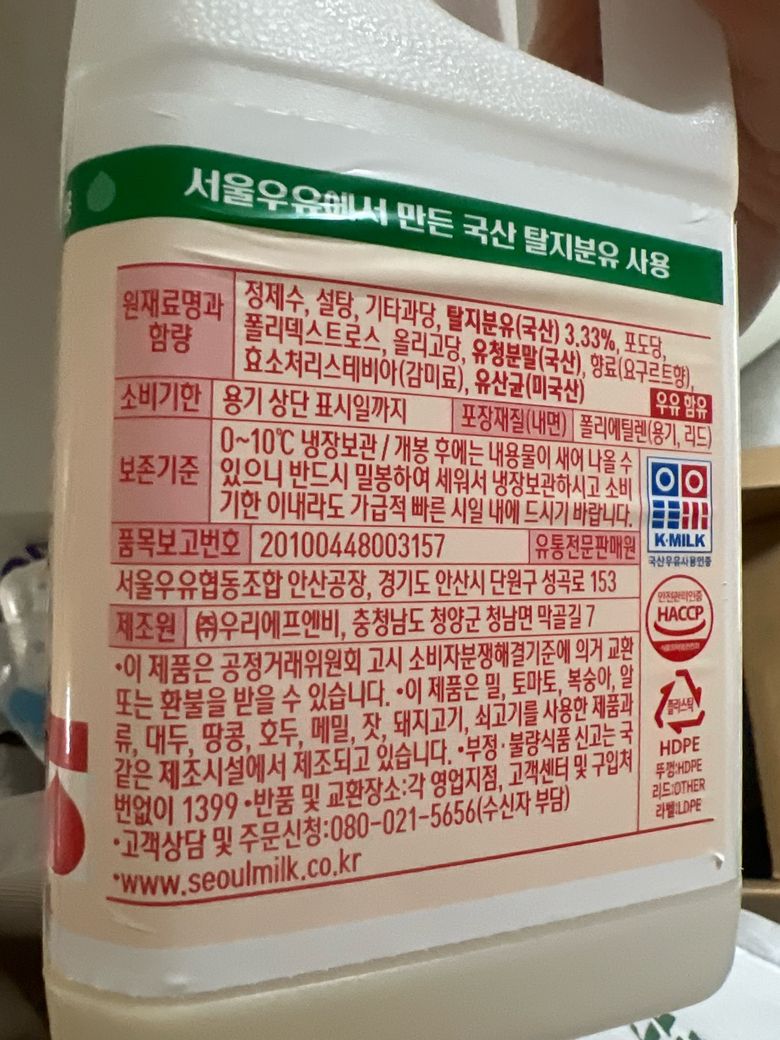 서울우유에서 만든 국산 탈지분유 사용
원재료명과
함량
정제수, 설탕, 기타과당, 탈지분유(국산) 3.33%, 포도당,
폴리덱스트로스, 올리고당, 유청분말(국산), 향료(요구르트향),
효소처리스테비아(감미료), 유산균(미국산)
우유 함유
소비기한
용기 상단 표시일까지
포장재질(내면)
폴리에틸렌(용기, 리드)
보존기준
0~10℃ 냉장보관 / 개봉 후에는 내용물이 새어 나올 수
있으니 반드시 밀봉하여 세워서 냉장보관하시고 소비
기한 이내라도 가급적 빠른 시일 내에 드시기 바랍니다.
품목보고번호
20100448003157
유통전문판매원
서울우유협동조합 안산공장, 경기도 안산시 단원구 성곡로 153
제조원
㈜우리에프엔비, 충청남도 청양군 청남면 막골길 7
•이 제품은 공정거래위원회 고시 소비자분쟁해결기준에 의거 교환
또는 환불을 받을 수 있습니다. •이 제품은 밀, 토마토, 복숭아, 알
류, 대두, 땅콩, 호두, 메밀, 잣, 돼지고기, 쇠고기를 사용한 제품과
같은 제조시설에서 제조되고 있습니다. •부정·불량식품 신고는 국
번없이 1399 •반품 및 교환장소:각 영업지점, 고객센터 및 구입처
•고객상담 및 주문신청:080-021-5656(수신자 부담)
•www.seoulmilk.co.kr
K·MILK
국산우유사용인증
안전관리인증
HACCP
플라스틱
HDPE
뚜껑:HDPE
리드:OTHER
라벨:LDPE